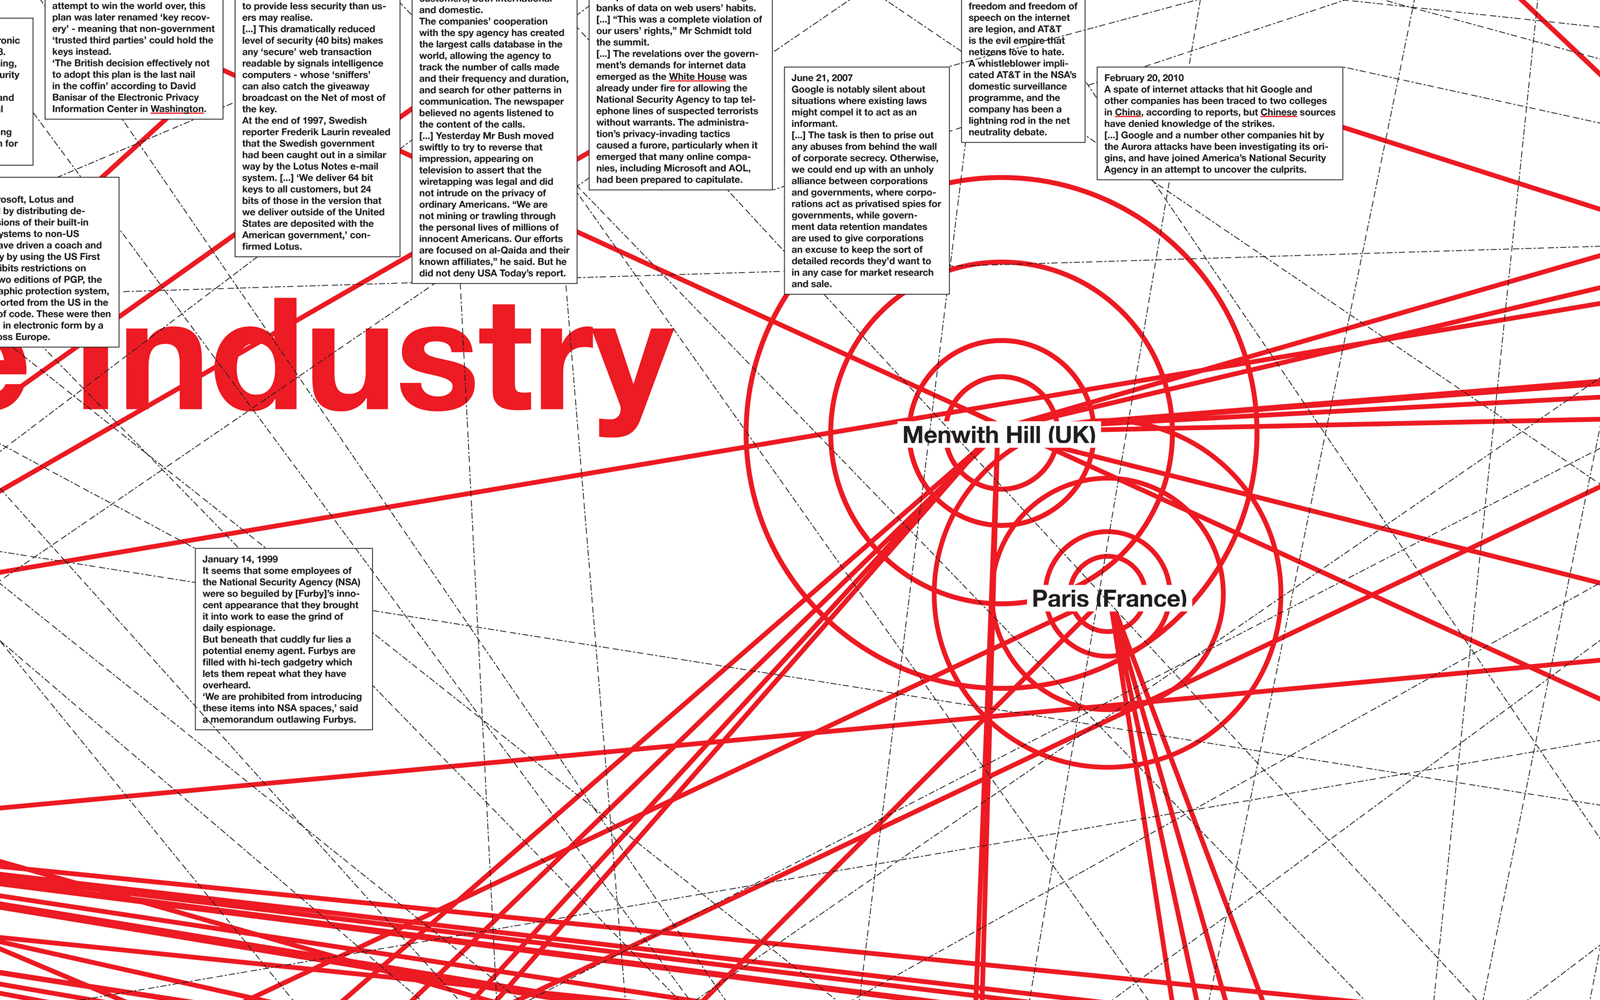 ronic
8.
ing,
urity
nd
l
ng
n for
attempt to win the world over, this
plan was later renamed ‘key recov-
ery’ - meaning that non-government
‘trusted third parties’ could hold the
keys instead.
‘The British decision effectively not
to adopt this plan is the last nail
in the coffin’ according to David
Banisar of the Electronic Privacy
Information Center in Washington.
to provide less security than us-
ers may realise.
[...] This dramatically reduced
level of security (40 bits) makes
any ‘secure’ web transaction
readable by signals intelligence
computers - whose ‘sniffers’
can also catch the giveaway
broadcast on the Net of most of
the key.
At the end of 1997, Swedish
reporter Frederik Laurin revealed
that the Swedish government
had been caught out in a similar
way by the Lotus Notes e-mail
system. [...] ‘We deliver 64 bit
keys to all customers, but 24
bits of those in the version that
we deliver outside of the United
States are deposited with the
American government,’ con-
firmed Lotus.
customers, both international
and domestic.
The companies’ cooperation
with the spy agency has created
the largest calls database in the
world, allowing the agency to
track the number of calls made
and their frequency and duration,
and search for other patterns in
communication. The newspaper
believed no agents listened to
the content of the calls.
[...] Yesterday Mr Bush moved
swiftly to try to reverse that
impression, appearing on
television to assert that the
wiretapping was legal and did
not intrude on the privacy of
ordinary Americans. “We are
not mining or trawling through
the personal lives of millions of
innocent Americans. Our efforts
are focused on al-Qaida and their
known affiliates,” he said. But he
did not deny USA Today’s report.
banks of data on web users’ habits.
[...] “This was a complete violation of
our users’ rights,” Mr Schmidt told
the summit.
[...] The revelations over the govern-
ment’s demands for internet data
emerged as the White House was
already under fire for allowing the
National Security Agency to tap tel-
ephone lines of suspected terrorists
without warrants. The administra-
tion’s privacy-invading tactics
caused a furore, particularly when it
emerged that many online compa-
nies, including Microsoft and AOL,
had been prepared to capitulate.
June 21, 2007
Google is notably silent about
situations where existing laws
might compel it to act as an
informant.
[...] The task is then to prise out
any abuses from behind the wall
of corporate secrecy. Otherwise,
we could end up with an unholy
alliance between corporations
and governments, where corpo-
rations act as privatised spies for
governments, while govern-
ment data retention mandates
are used to give corporations
an excuse to keep the sort of
detailed records they’d want to
in any case for market research
and sale.
freedom and freedom of
speech on the internet
are legion, and AT&T
is the evil empire that
netizens love to hate.
A whistleblower impli-
cated AT&T in the NSA’s
domestic surveillance
programme, and the
company has been a
lightning rod in the net
neutrality debate.
February 20, 2010
A spate of internet attacks that hit Google and
other companies has been traced to two colleges
in China, according to reports, but Chinese sources
have denied knowledge of the strikes.
[...] Google and a number other companies hit by
the Aurora attacks have been investigating its ori-
gins, and have joined America’s National Security
Agency in an attempt to uncover the culprits.
rosoft, Lotus and
l by distributing de-
sions of their built-in
ystems to non-US
ave driven a coach and
y by using the US First
ibits restrictions on
wo editions of PGP, the
aphic protection system,
orted from the US in the
of code. These were then
in electronic form by a
oss Europe.
e industry
Menwith Hill (UK)
Paris (France)
January 14, 1999
It seems that some employees of
the National Security Agency (NSA)
were so beguiled by [Furby]’s inno-
cent appearance that they brought
it into work to ease the grind of
daily espionage.
But beneath that cuddly fur lies a
potential enemy agent. Furbys are
filled with hi-tech gadgetry which
lets them repeat what they have
overheard.
‘We are prohibited from introducing
these items into NSA spaces,’ said
a memorandum outlawing Furbys.